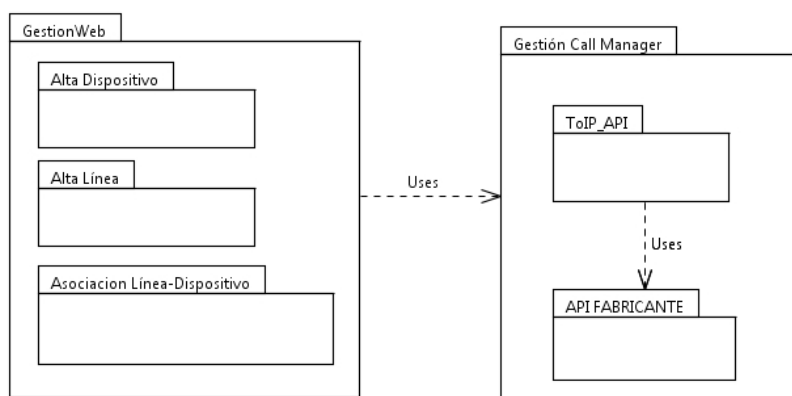 GestionWeb
Alta Dispositivo
Alta Línea
Asociacion Línea-Dispositivo
Uses
Gestión Call Manager
ToIP_API
Uses
API FABRICANTE